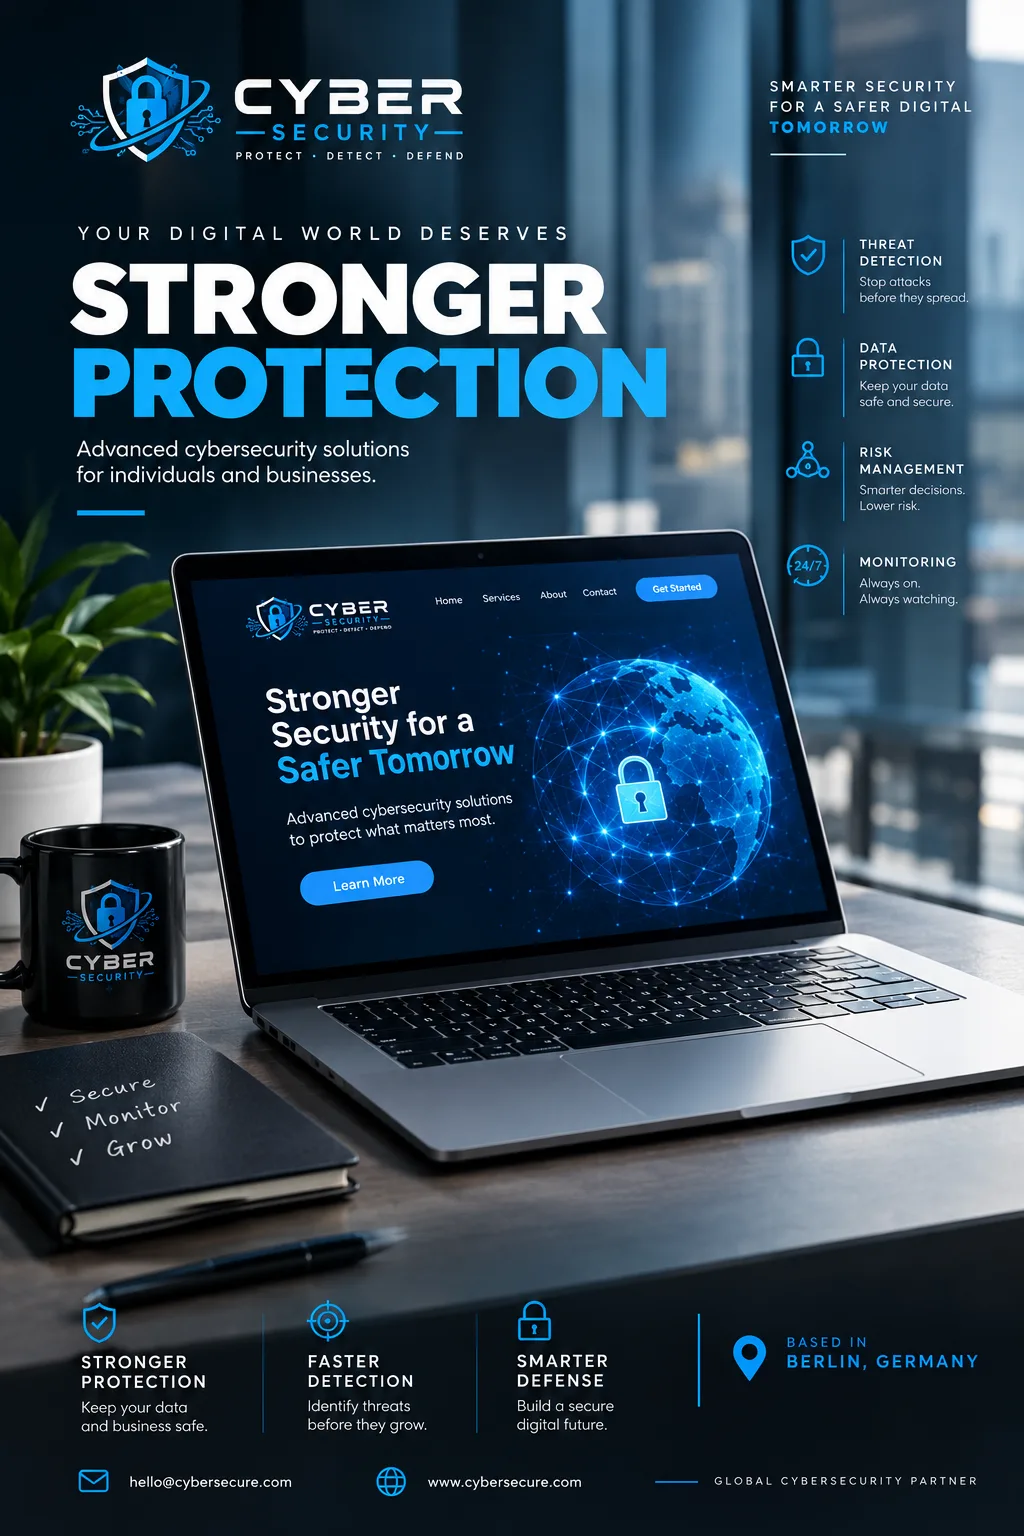 CYBER
SECURITY
PROTECT • DETECT • DEFEND
SMARTER SECURITY
FOR A SAFER DIGITAL
TOMORROW
YOUR DIGITAL WORLD DESERVES
STRONGER
PROTECTION
Advanced cybersecurity solutions
for individuals and businesses.
THREAT
DETECTION
Stop attacks
before they spread.
DATA
PROTECTION
Keep your data
safe and secure.
RISK
MANAGEMENT
Smarter decisions.
Lower risk.
24/7
MONITORING
Always on.
Always watching.
CYBER
SECURITY
PROTECT • DETECT • DEFEND
Home Services About Contact Get Started
Stronger
Security for a
Safer Tomorrow
Advanced cybersecurity solutions
to protect what matters most.
Learn More
CYBER
SECURITY
✓ Secure
✓ Monitor
✓ Grow
STRONGER
PROTECTION
Keep your data
and business safe.
FASTER
DETECTION
Identify threats
before they grow.
SMARTER
DEFENSE
Build a secure
digital future.
BASED IN
BERLIN, GERMANY
hello@cybersecure.com
www.cybersecure.com
GLOBAL CYBERSECURITY PARTNER